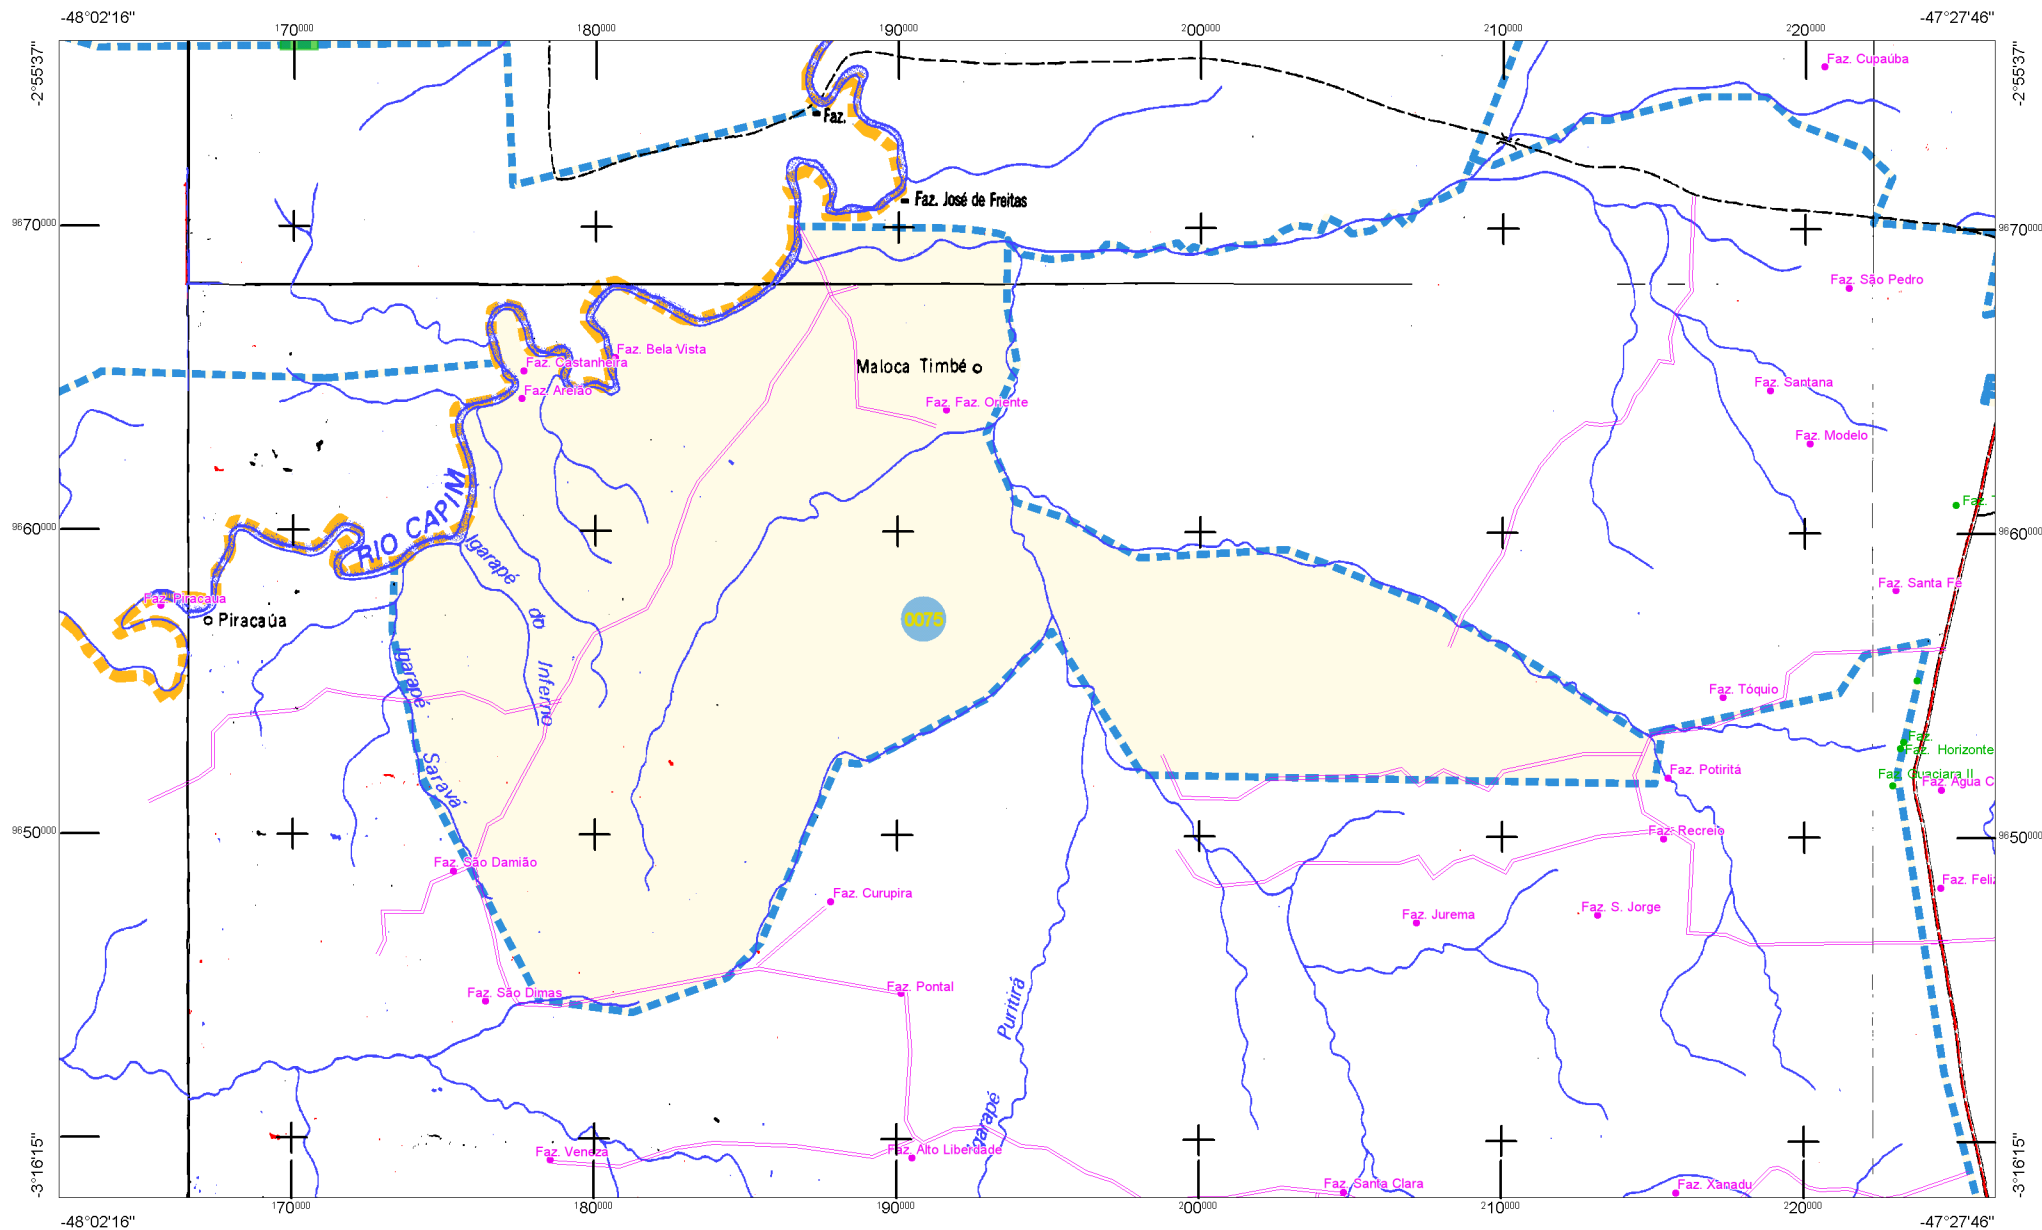 -48°02'16"
-47°27'46"
170000
180000
190000
200000
210000
220000
-2°55'37"
-2°55'37"
Faz. Cupaúba
Faz.
Faz. José de Freitas
9670000
9670000
Faz. São Pedro
Faz. Bela Vista
Faz. Castanheira
Maloca Timbé
Faz. Areião
Faz. Faz. Oriente
Faz. Santana
Faz. Modelo
RIO CAPIM
9660000
9660000
Igarapé
do
Inferno
Faz. Santa Fé
Faz. Piracaua
Piracaúa
0075
Igarapé
Saravá
Faz. Tóquio
Faz.
Faz. Horizonte
Faz. Potiritá
Faz. Guaciara II
Faz. Água C
9650000
9650000
Faz. Recreio
Faz. São Damião
Faz. Curupira
Faz. Jurema
Faz. S. Jorge
Faz. Feliz
Faz. São Dimas
Faz. Pontal
Igarapé
Puritirá
Faz. Veneza
Faz. Alto Liberdade
Faz. Santa Clara
Faz. Xanadu
-3°16'15"
-3°16'15"
170000
180000
190000
200000
210000
220000
-48°02'16"
-47°27'46"